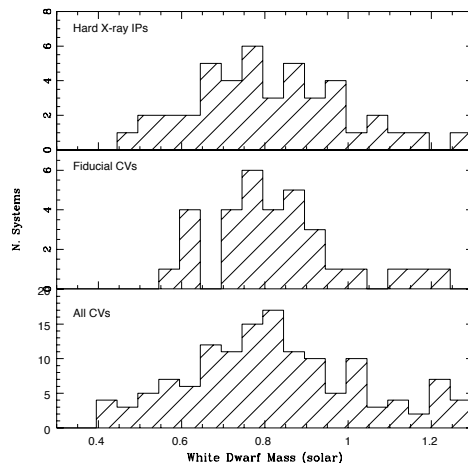 8
Hard X-ray IPs
6
4
2
0
Fiducial CVs
6
4
2
0
N. Systems
20
All CVs
15
10
5
0
0.4 0.6 0.8 1 1.2
White Dwarf Mass (solar)